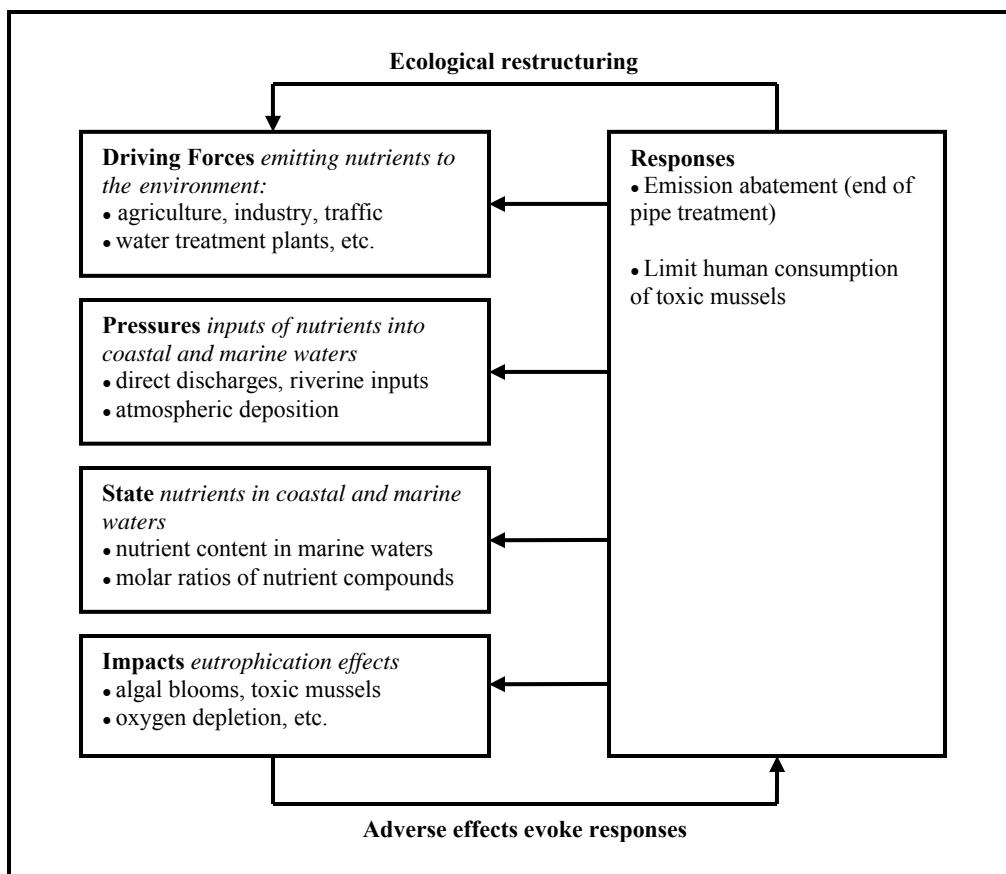 Ecological restructuring
Driving Forces emitting nutrients to
the environment:
• agriculture, industry, traffic
• water treatment plants, etc.
Responses
• Emission abatement (end of
pipe treatment)
• Limit human consumption
of toxic mussels
Pressures inputs of nutrients into
coastal and marine waters
• direct discharges, riverine inputs
• atmospheric deposition
State nutrients in coastal and marine
waters
• nutrient content in marine waters
• molar ratios of nutrient compounds
Impacts eutrophication effects
• algal blooms, toxic mussels
• oxygen depletion, etc.
Adverse effects evoke responses